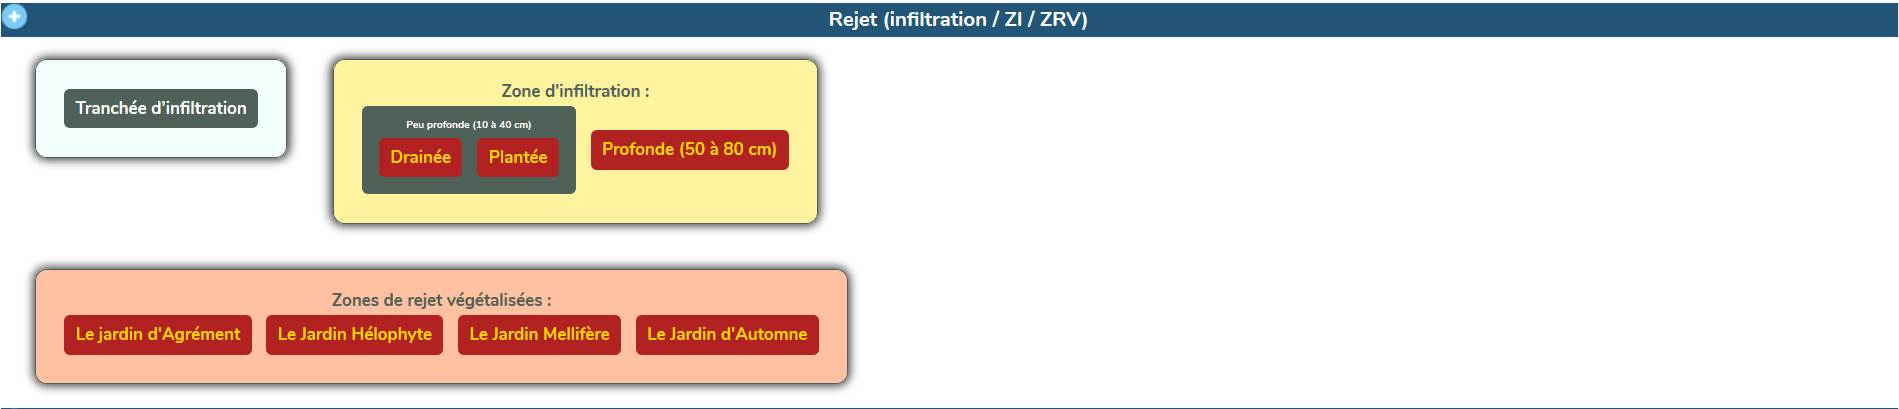 Rejet (infiltration / ZI / ZRV)
Tranchée d'infiltration
Zone d'infiltration :
Peu profonde (10 à 40 cm)
Drainée
Plantée
Profonde (50 à 80 cm)
Zones de rejet végétalisées :
Le jardin d'Agrément
Le Jardin Hélophyte
Le Jardin Mellifère
Le Jardin d'Automne